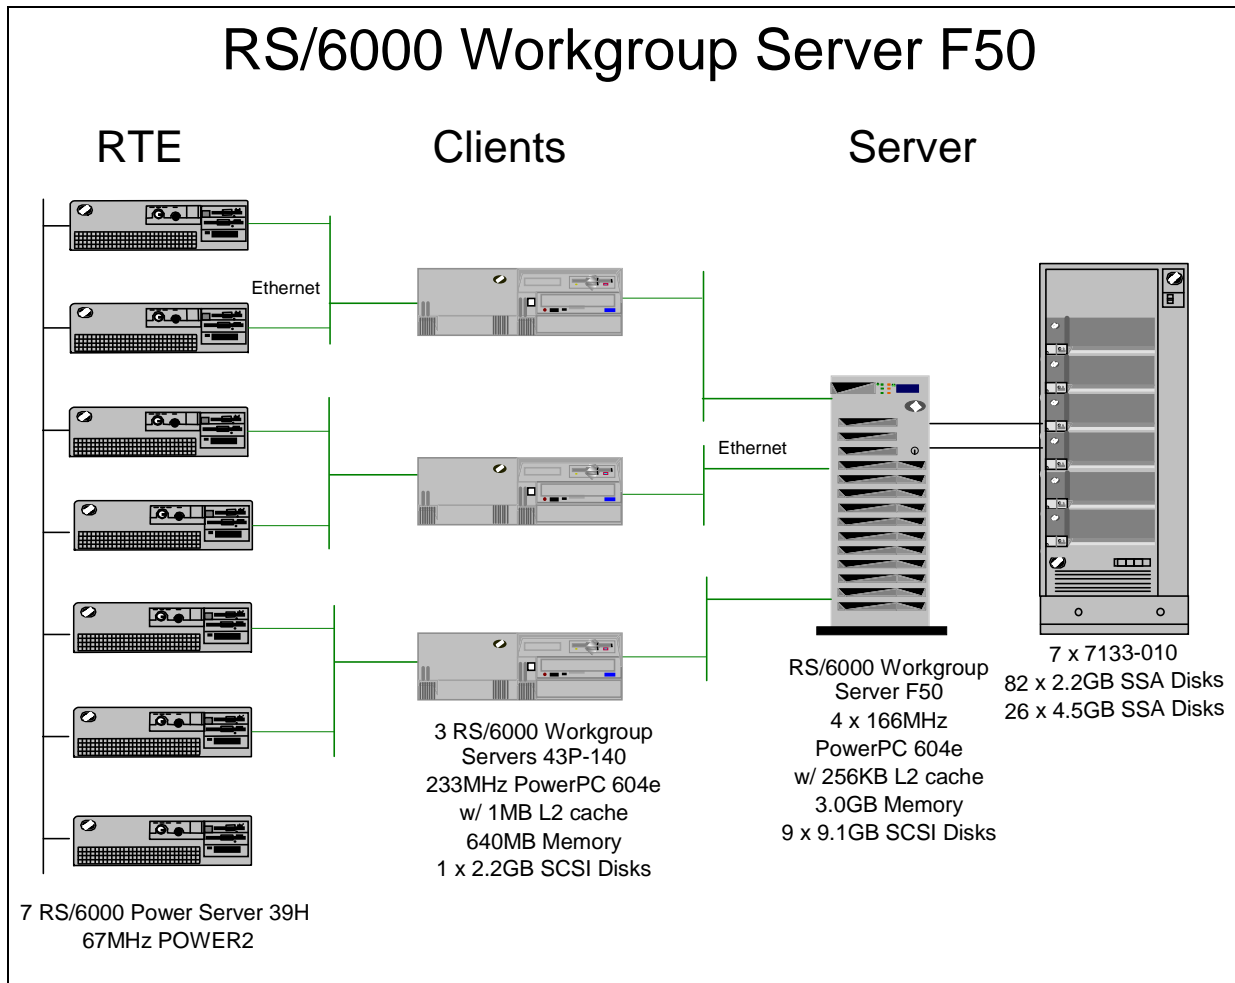 RS/6000 Workgroup Server F50
RTE
Clients
Server
Ethernet
Ethernet
7 RS/6000 Power Server 39H
67MHz POWER2
3 RS/6000 Workgroup
Servers 43P-140
233MHz PowerPC 604e
w/ 1MB L2 cache
640MB Memory
1 x 2.2GB SCSI Disks
RS/6000 Workgroup
Server F50
4 x 166MHz
PowerPC 604e
w/ 256KB L2 cache
3.0GB Memory
9 x 9.1GB SCSI Disks
7 x 7133-010
82 x 2.2GB SSA Disks
26 x 4.5GB SSA Disks